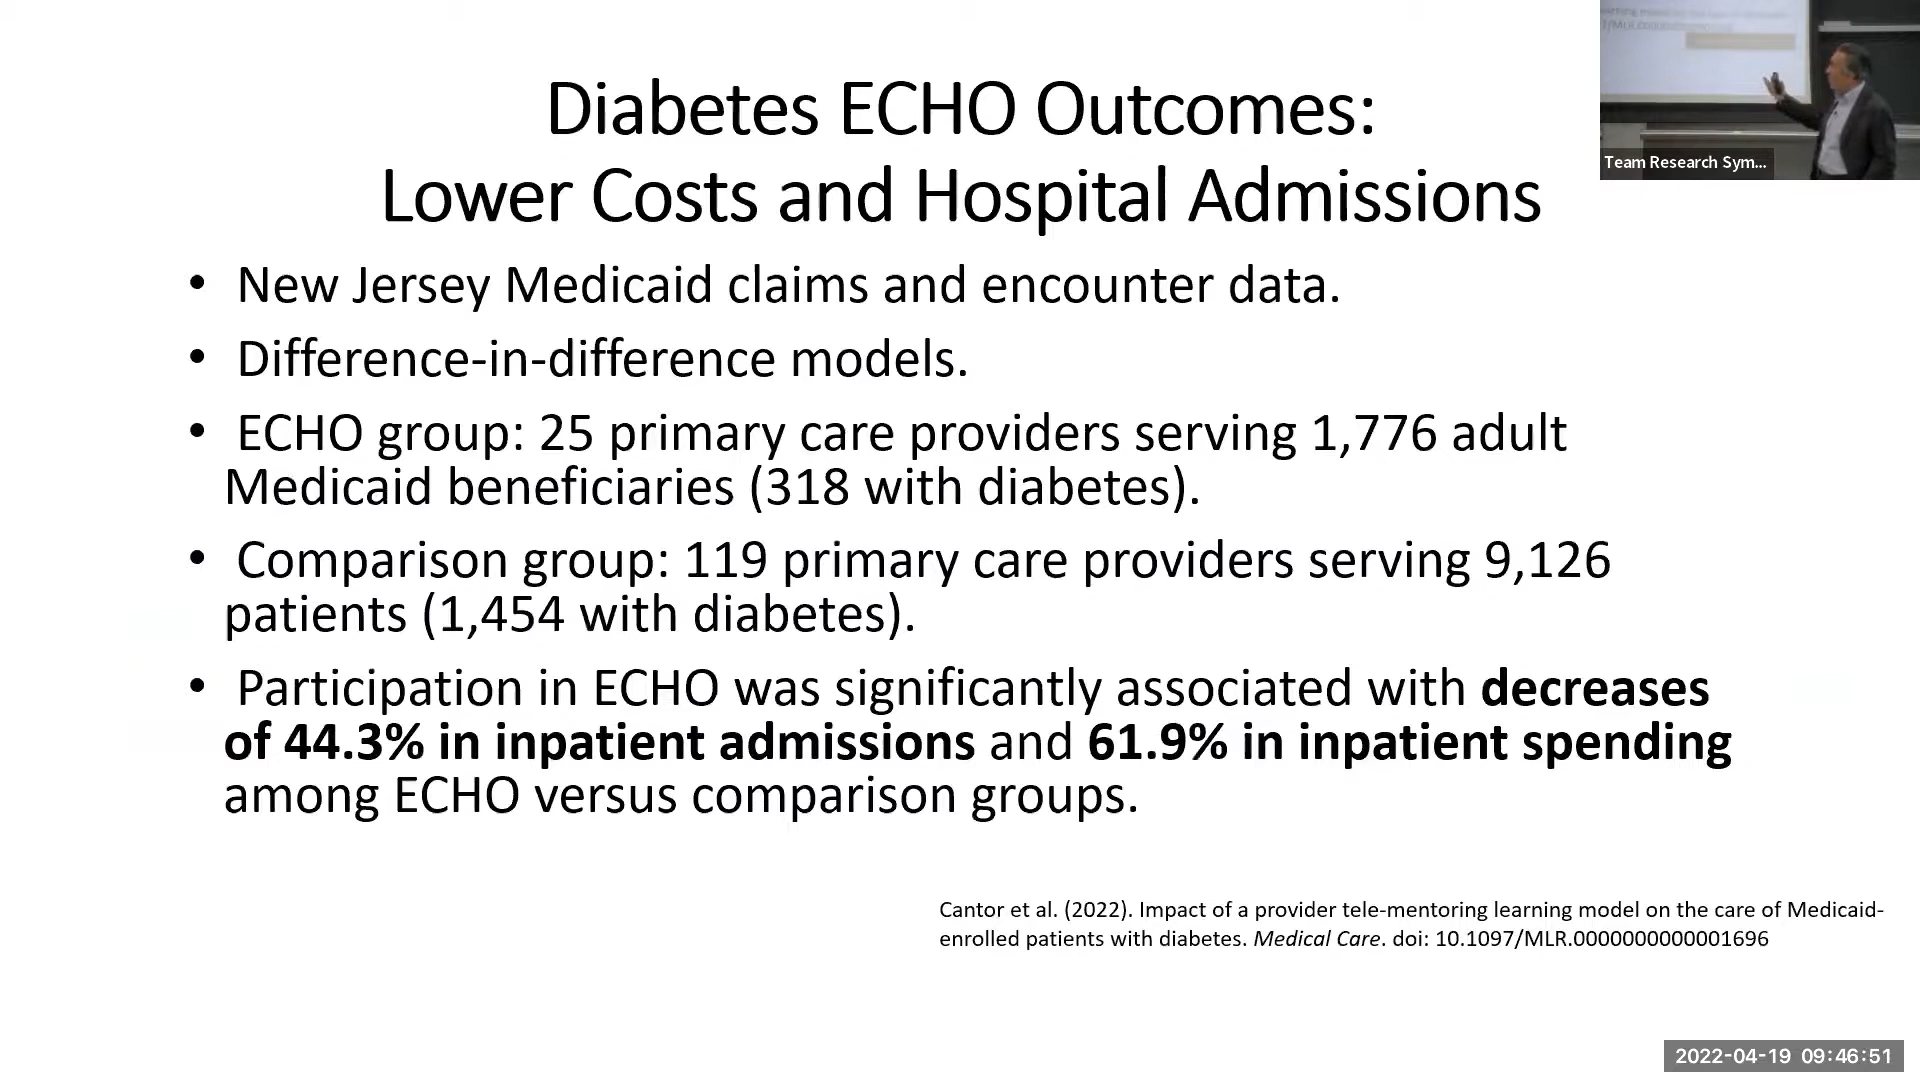 Diabetes ECHO Outcomes:
Lower Costs and Hospital Admissions
Team Research Sym...
• New Jersey Medicaid claims and encounter data.
• Difference-in-difference models.
• ECHO group: 25 primary care providers serving 1,776 adult
Medicaid beneficiaries (318 with diabetes).
• Comparison group: 119 primary care providers serving 9,126
patients (1,454 with diabetes).
• Participation in ECHO was significantly associated with decreases
of 44.3% in inpatient admissions and 61.9% in inpatient spending
among ECHO versus comparison groups.
Cantor et al. (2022). Impact of a provider tele-mentoring learning model on the care of Medicaid-
enrolled patients with diabetes. Medical Care. doi: 10.1097/MLR.0000000000001696
2022-04-19 09:46:51